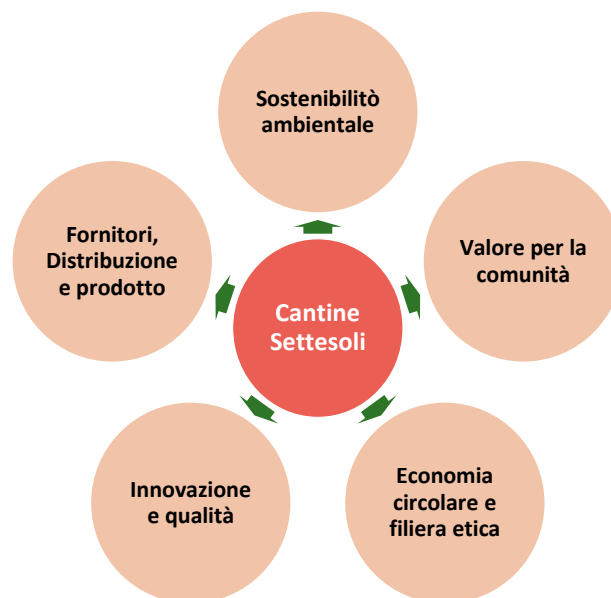 Sostenibilitò
ambientale
Fornitori,
Distribuzione
e prodotto
Valore per la
comunità
Cantine
Settesoli
Innovazione
e qualità
Economia
circolare e
filiera etica